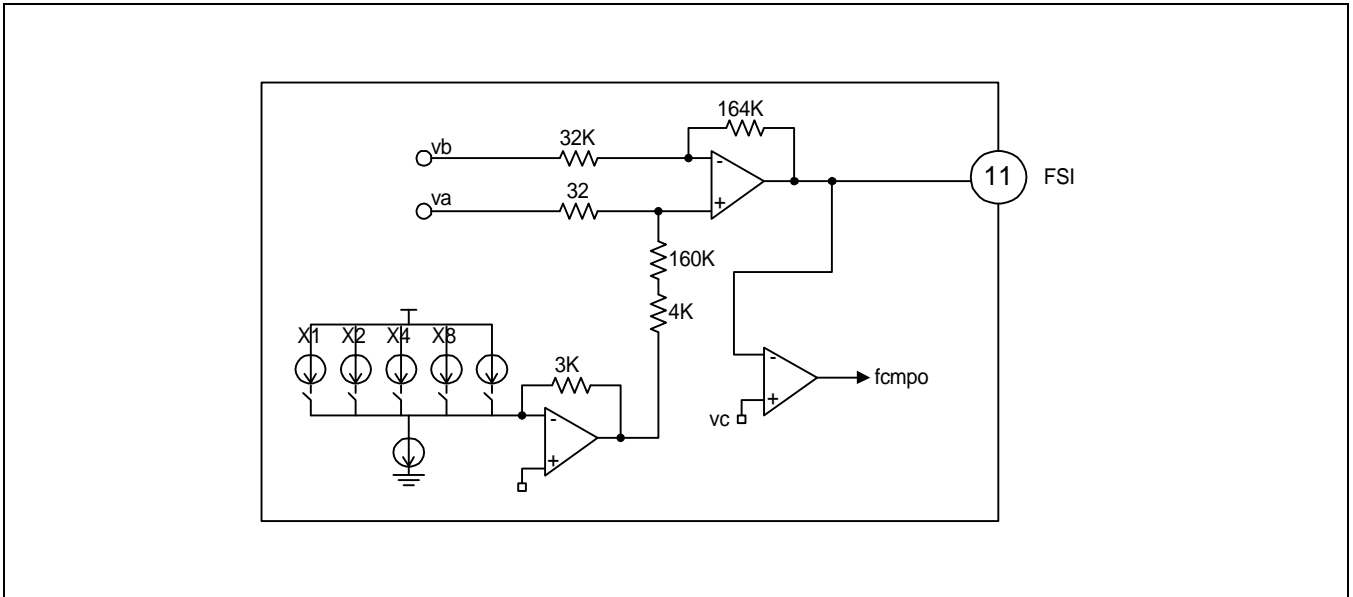 164K
32K
vb
11
FSI
32
va
160K
4K
X1 X2 X4 X8
3K
fcmpo
vc